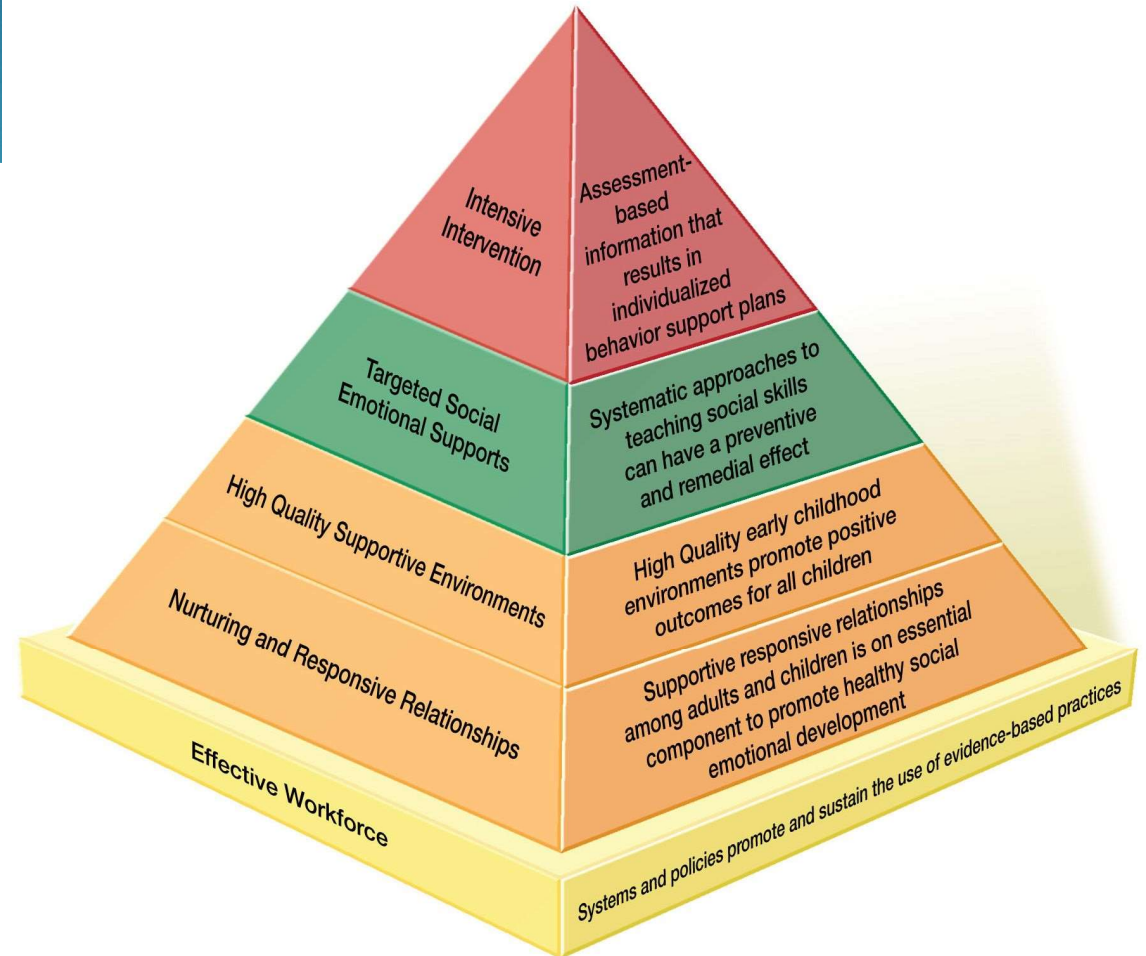 Intensive
Intervention
Assessment-
based
information that
results in
individualized
behavior support plans
Targeted Social
Emotional Supports
Systematic approaches to
teaching social skills
can have a preventive
and remedial effect
High Quality Supportive Environments
High Quality early childhood
environments promote positive
outcomes for all children
Nurturing and Responsive Relationships
Supportive responsive relationships
among adults and children is on essential
component to promote healthy social
emotional development
Effective Workforce
Systems and policies promote and sustain the use of evidence-based practices